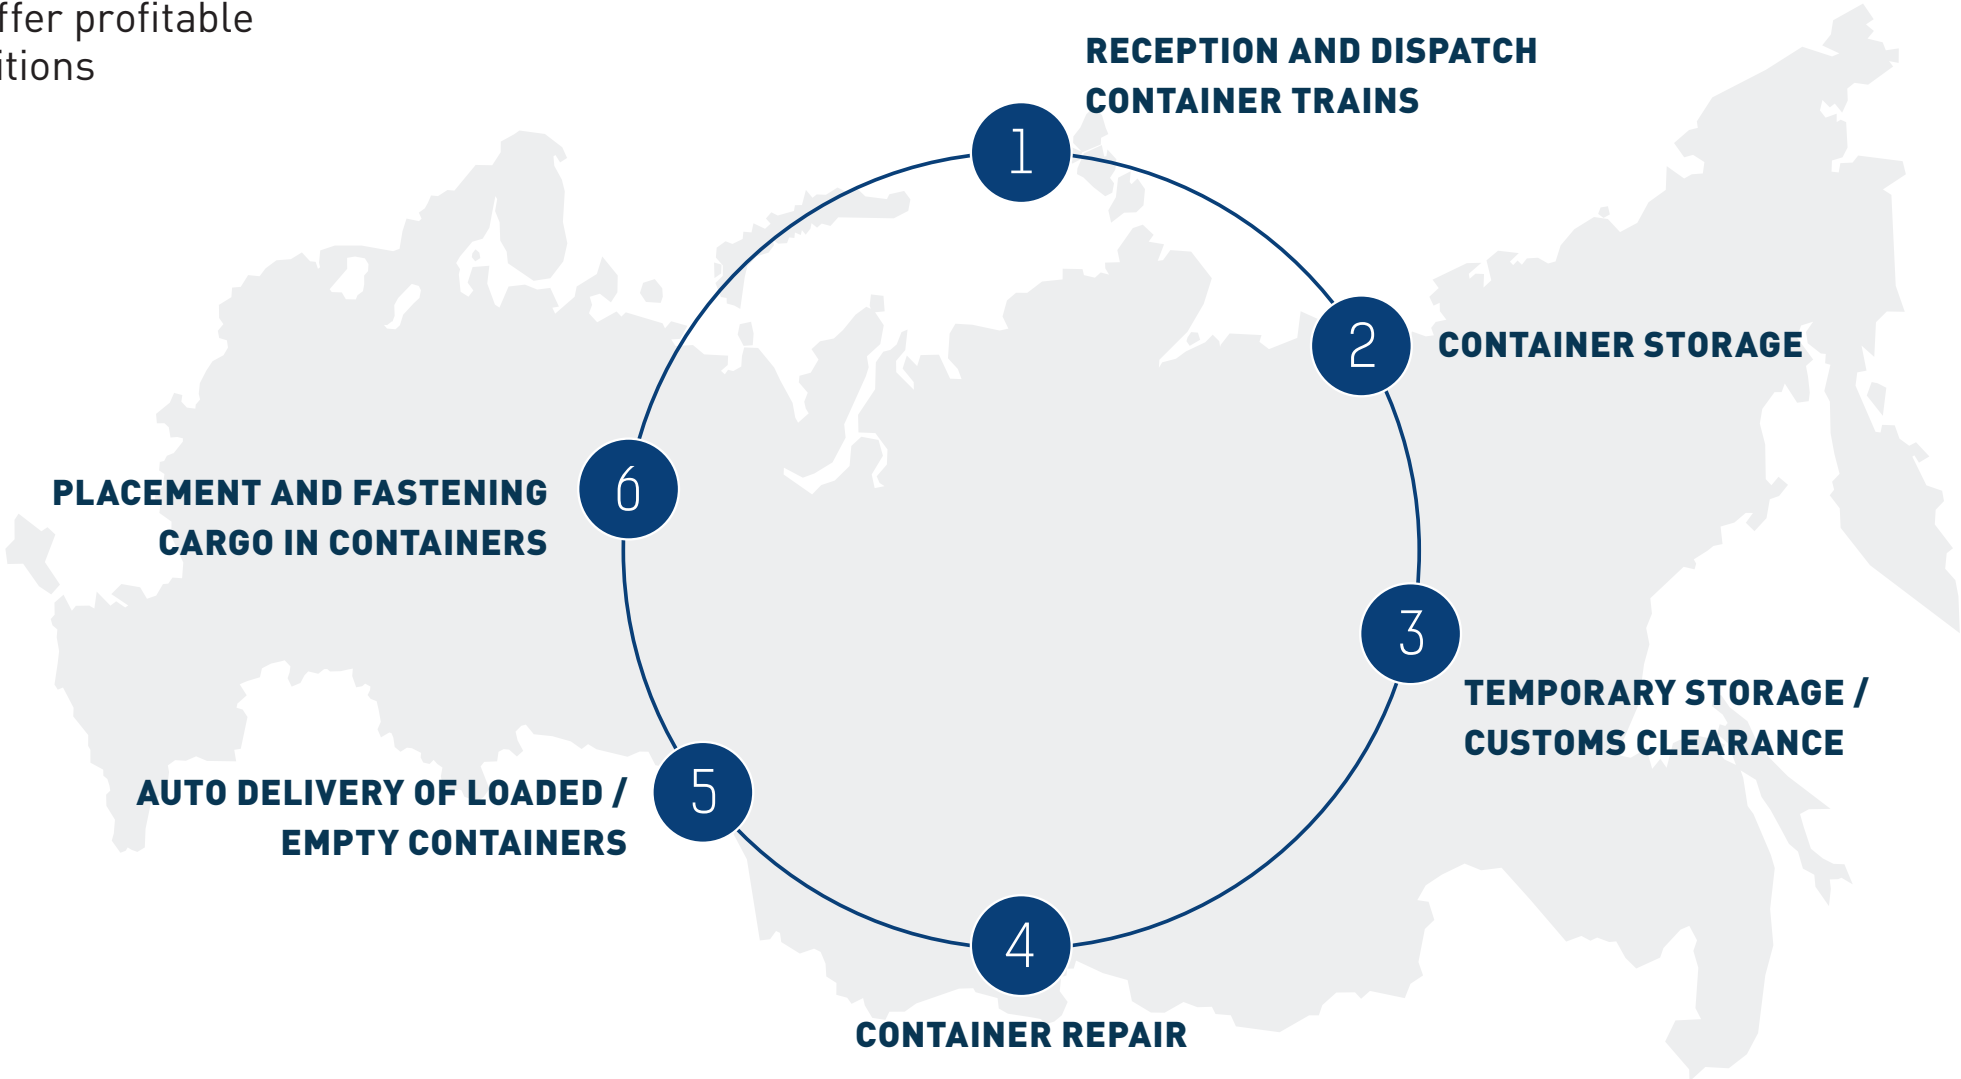 ffer profitable
itions
RECEPTION AND DISPATCH
CONTAINER TRAINS
1
2
CONTAINER STORAGE
3
TEMPORARY STORAGE /
CUSTOMS CLEARANCE
4
CONTAINER REPAIR
5
AUTO DELIVERY OF LOADED /
EMPTY CONTAINERS
6
PLACEMENT AND FASTENING
CARGO IN CONTAINERS